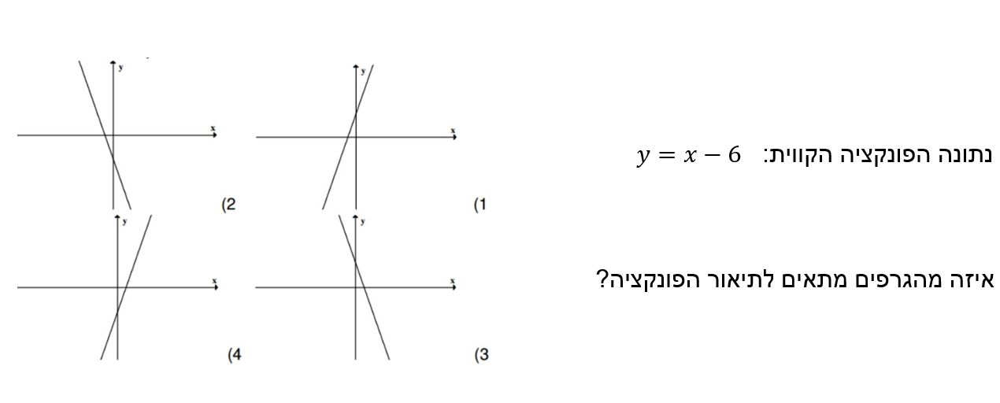 נתונה הפונקציה הקווית: y = x − 6
איזה מהגרפים מתאים לתיאור הפונקציה?
y
x
(1
y
x
(2
y
x
(3
y
x
(4